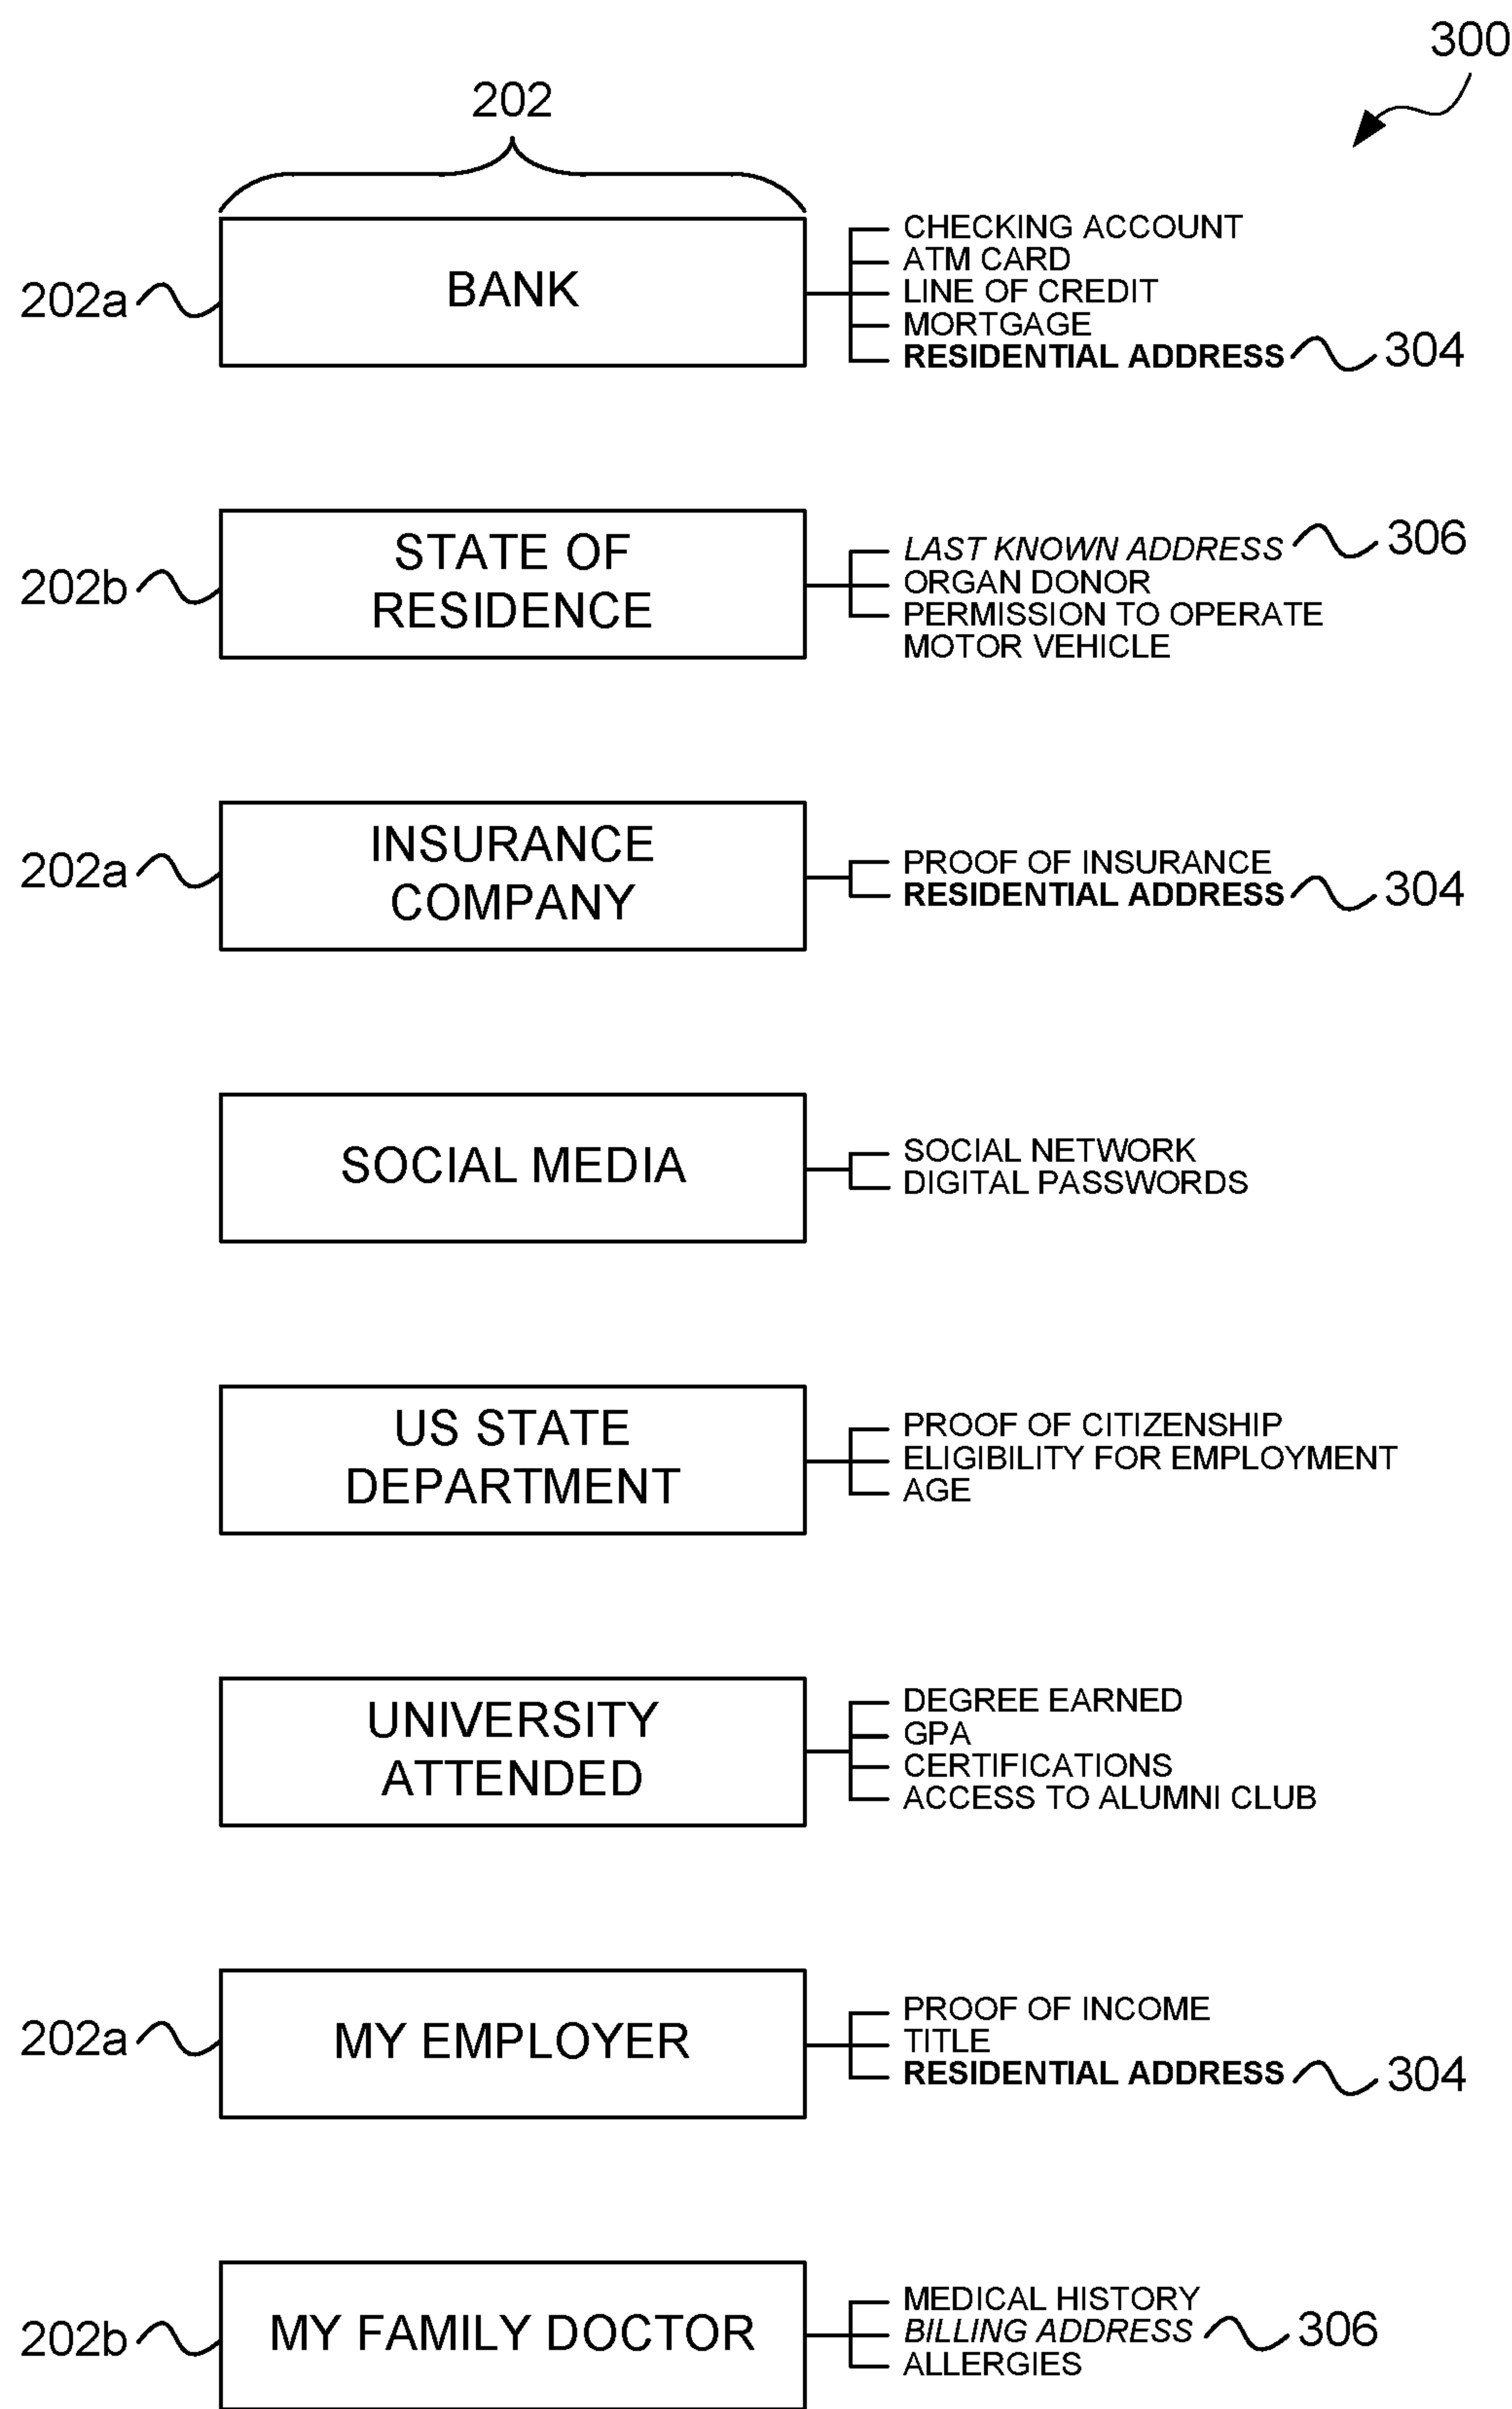 300
202
202a
BANK
CHECKING ACCOUNT
ATM CARD
LINE OF CREDIT
MORTGAGE
RESIDENTIAL ADDRESS 304
202b
STATE OF
RESIDENCE
LAST KNOWN ADDRESS 306
ORGAN DONOR
PERMISSION TO OPERATE
MOTOR VEHICLE
202a
INSURANCE
COMPANY
PROOF OF INSURANCE
RESIDENTIAL ADDRESS 304
SOCIAL MEDIA
SOCIAL NETWORK
DIGITAL PASSWORDS
US STATE
DEPARTMENT
PROOF OF CITIZENSHIP
ELIGIBILITY FOR EMPLOYMENT
AGE
UNIVERSITY
ATTENDED
DEGREE EARNED
GPA
CERTIFICATIONS
ACCESS TO ALUMNI CLUB
202a
MY EMPLOYER
PROOF OF INCOME
TITLE
RESIDENTIAL ADDRESS 304
202b
MY FAMILY DOCTOR
MEDICAL HISTORY
BILLING ADDRESS 306
ALLERGIES